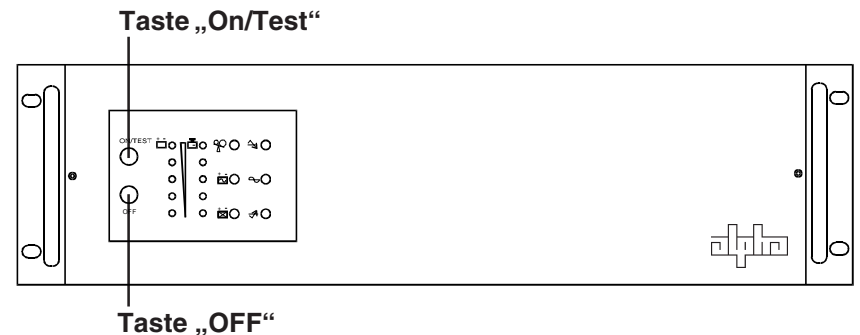 Taste „On/Test“
ON/TEST
OFF
alpha
Taste „OFF“